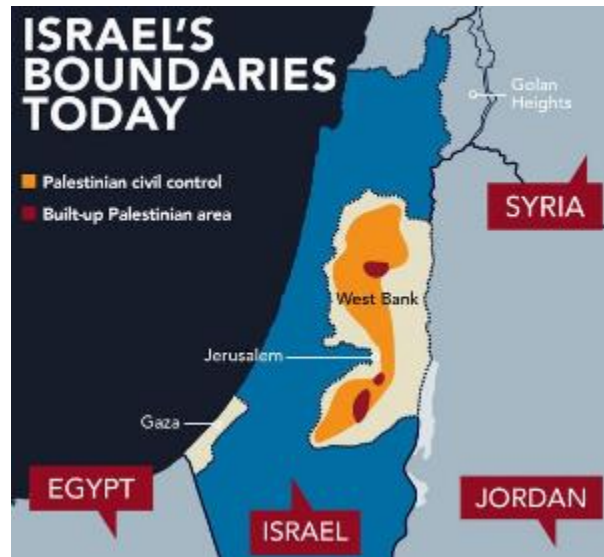 ISRAEL'S
BOUNDARIES
TODAY
Palestinian civil control
Built-up Palestinian area
Golan
Heights
SYRIA
West Bank
Jerusalem
Gaza
EGYPT
ISRAEL
JORDAN